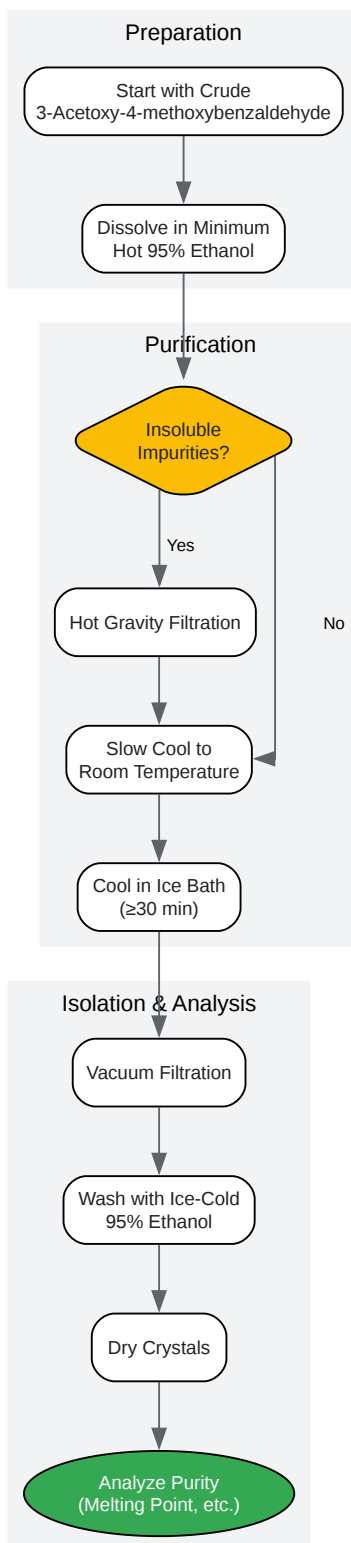 Preparation
Start with Crude
3-Acetoxy-4-methoxybenzaldehyde
Dissolve in Minimum
Hot 95% Ethanol
Purification
Insoluble
Impurities?
Yes
Hot Gravity Filtration
No
Slow Cool to
Room Temperature
Cool in Ice Bath
(≥30 min)
Isolation & Analysis
Vacuum Filtration
Wash with Ice-Cold
95% Ethanol
Dry Crystals
Analyze Purity
(Melting Point, etc.)